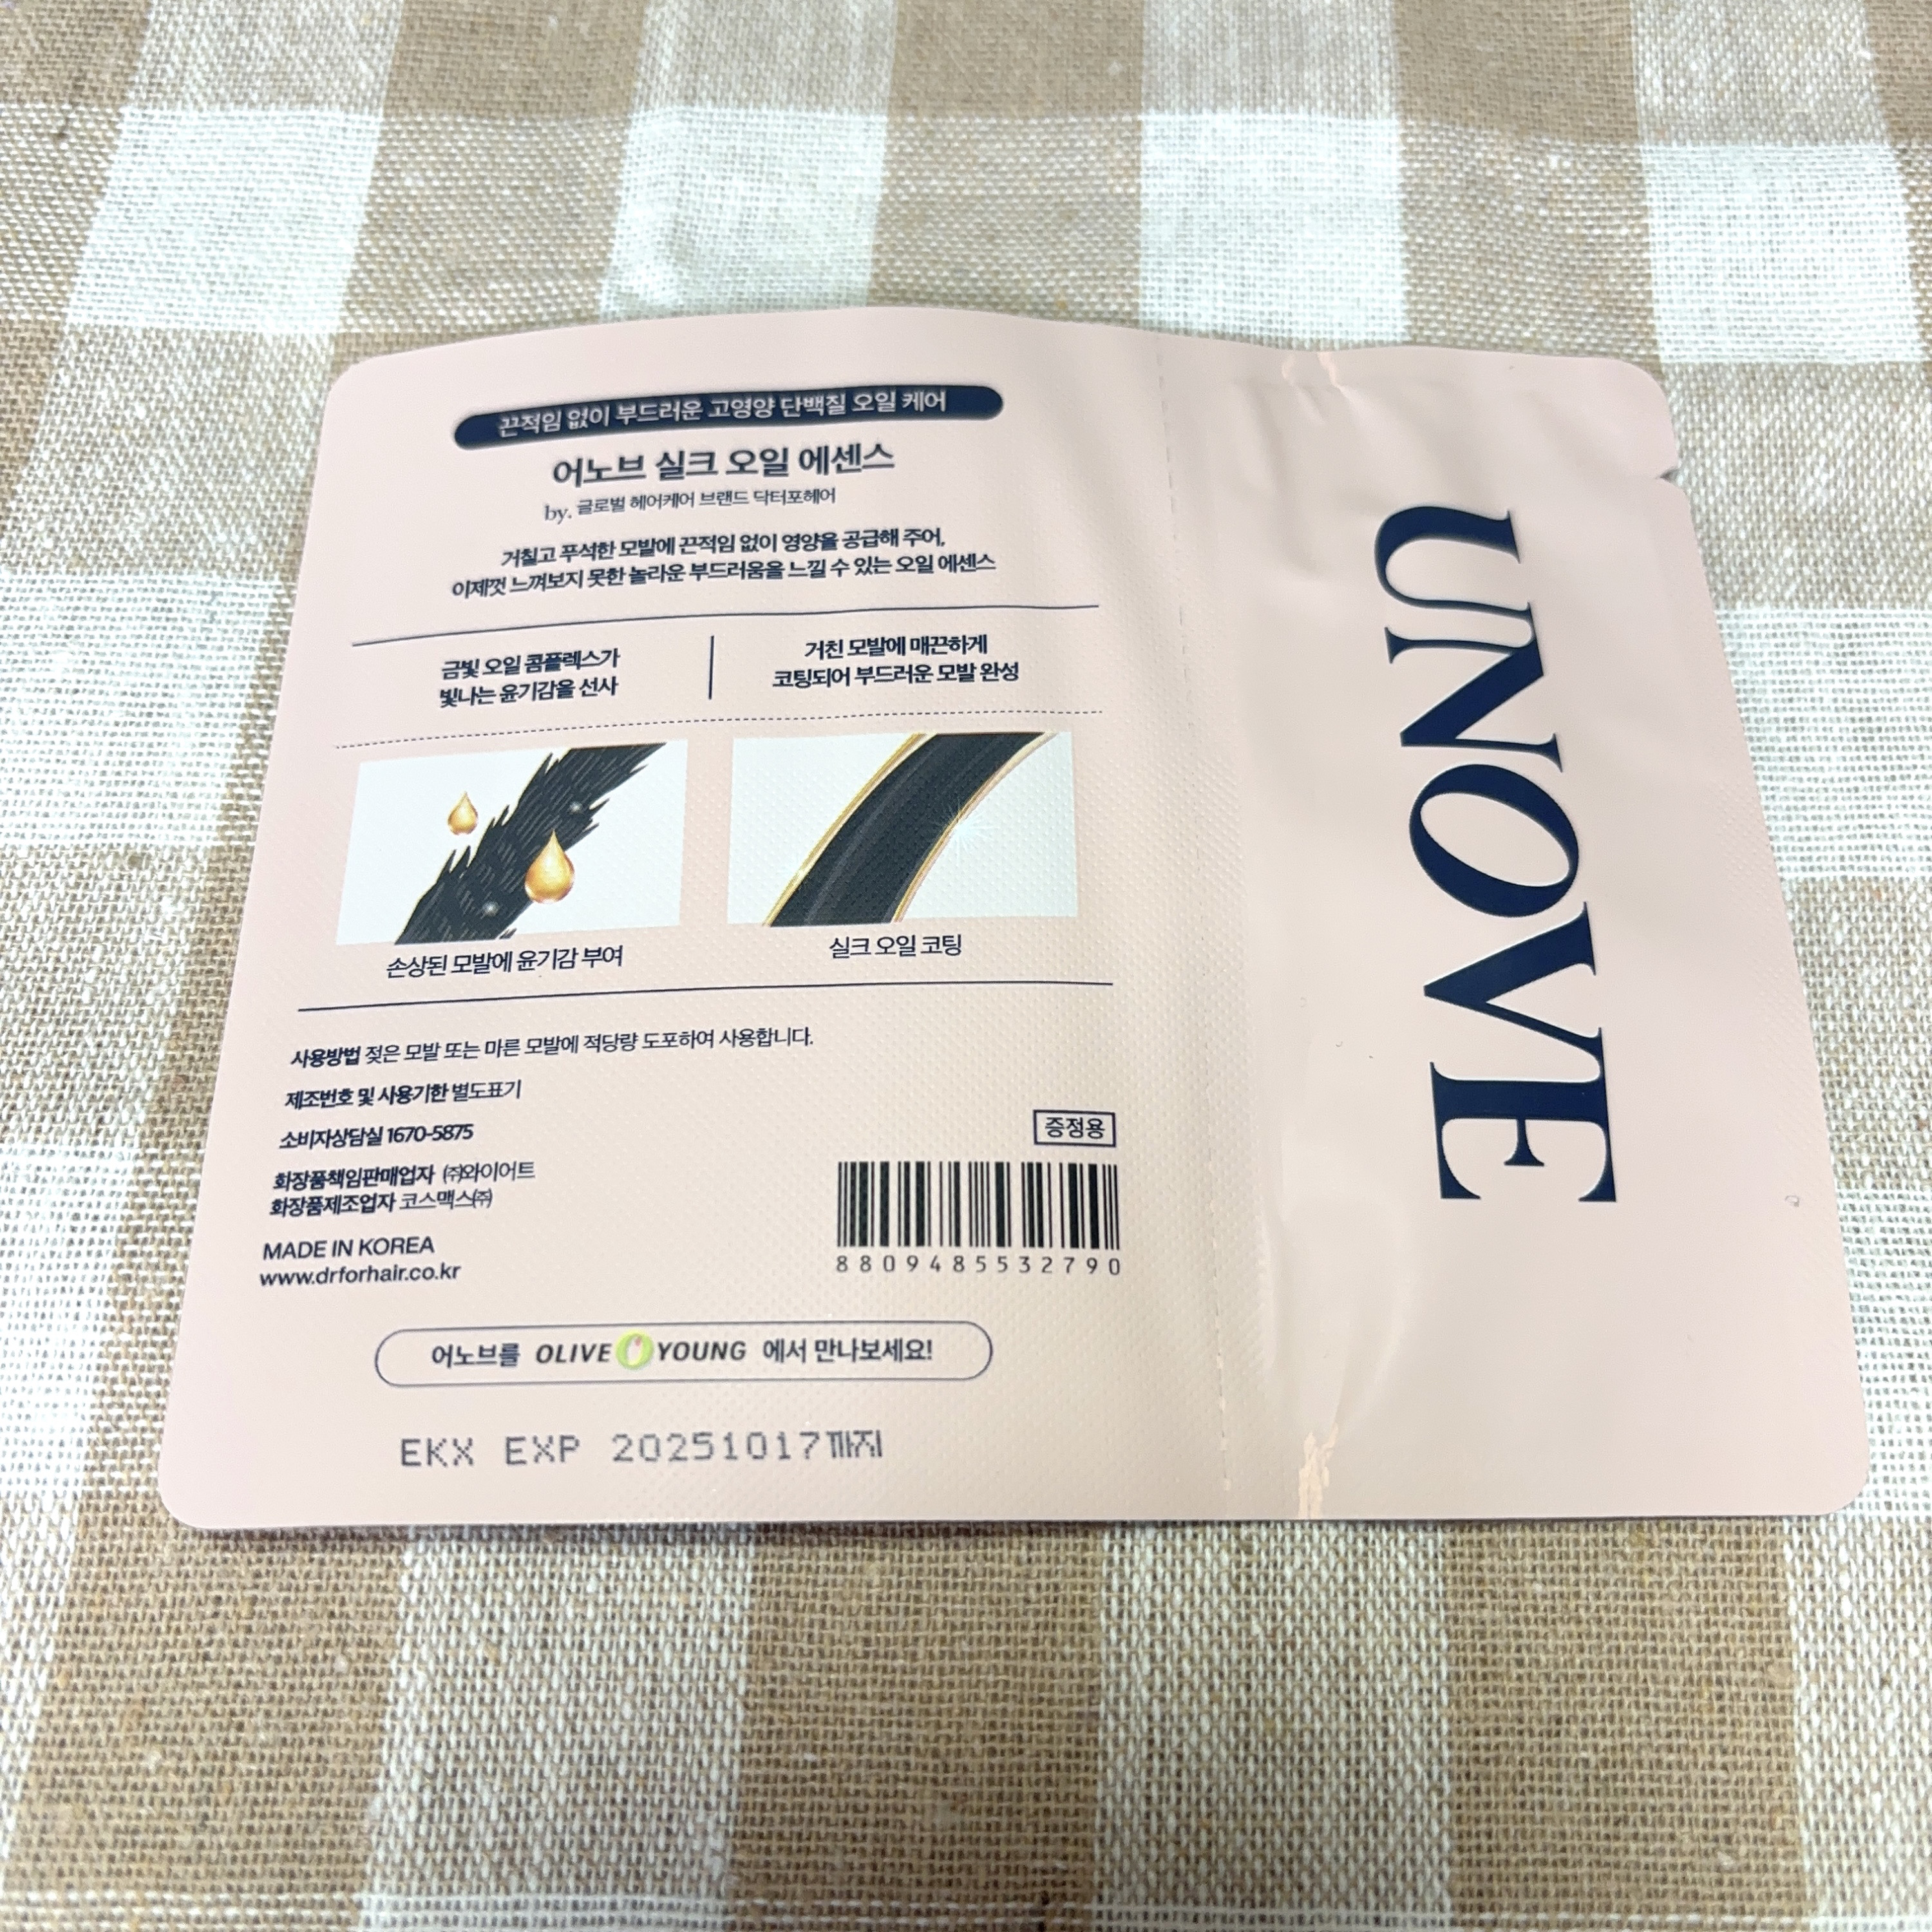 끈적임 없이 부드러운 고영양 단백질 오일 케어
어노브 실크 오일 에센스
by. 글로벌 헤어케어 브랜드 닥터포헤어
거칠고 푸석한 모발에 끈적임 없이 영양을 공급해 주어,
이제껏 느껴보지 못한 놀라운 부드러움을 느낄 수 있는 오일 에센스
금빛 오일 콤플렉스가
빛나는 윤기감을 선사
거친 모발에 매끈하게
코팅되어 부드러운 모발 완성
손상된 모발에 윤기감 부여
실크 오일 코팅
사용방법 젖은 모발 또는 마른 모발에 적당량 도포하여 사용합니다.
제조번호 및 사용기한 별도표기
소비자상담실 1670-5875
화장품책임판매업자 ㈜와이어트
화장품제조업자 코스맥스㈜
MADE IN KOREA
www.drforhair.co.kr
증정용
8809485532790
어노브를 OLIVE YOUNG 에서 만나보세요!
EKX EXP 20251017까지
UNOVE